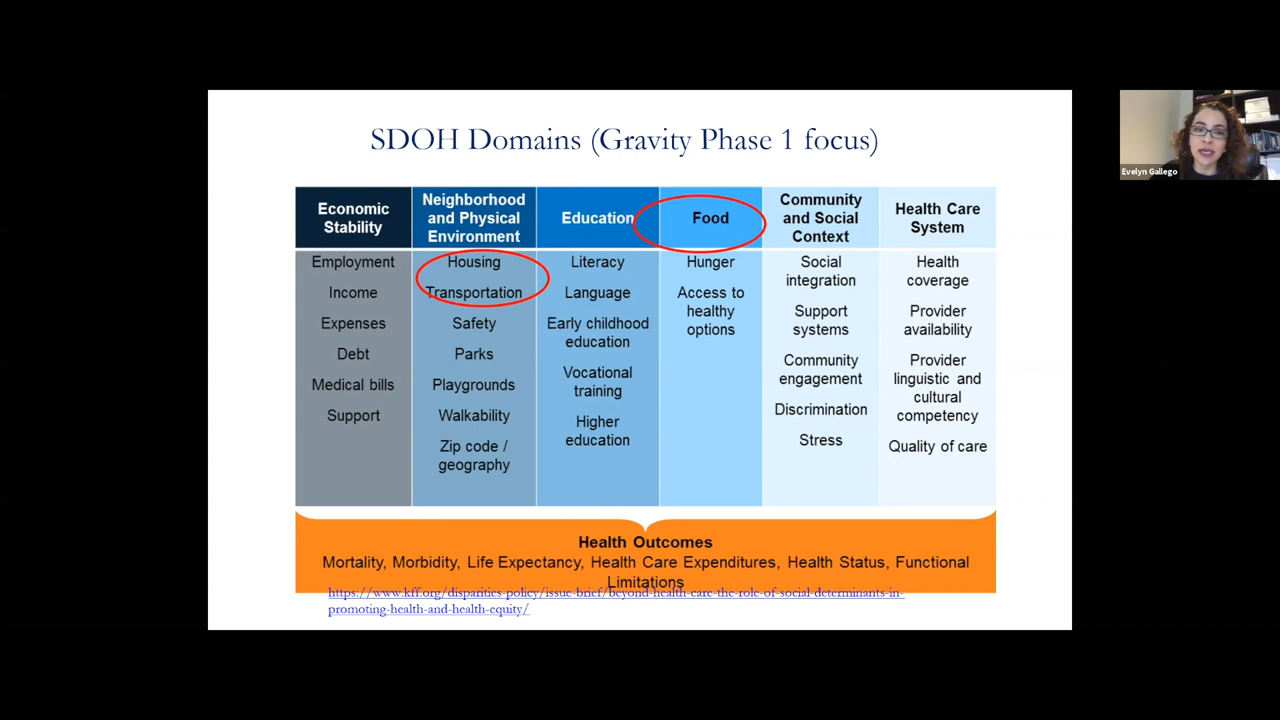 SDOH Domains (Gravity Phase 1 focus)
Evelyn Gallego
Economic
Stability
Neighborhood
and Physical
Environment
Education
Food
Community
and Social
Context
Health Care
System
Employment
Income
Expenses
Debt
Medical bills
Support
Housing
Transportation
Safety
Parks
Playgrounds
Walkability
Zip code /
geography
Literacy
Language
Early childhood
education
Vocational
training
Higher
education
Hunger
Access to
healthy
options
Social
integration
Support
systems
Community
engagement
Discrimination
Stress
Health
coverage
Provider
availability
Provider
linguistic and
cultural
competency
Quality of care
Health Outcomes
Mortality, Morbidity, Life Expectancy, Health Care Expenditures, Health Status, Functional
Limitations
https://www.kff.org/disparities-policy/issue-brief/beyond-health-care-the-role-of-social-determinants-in-
promoting-health-and-health-equity/